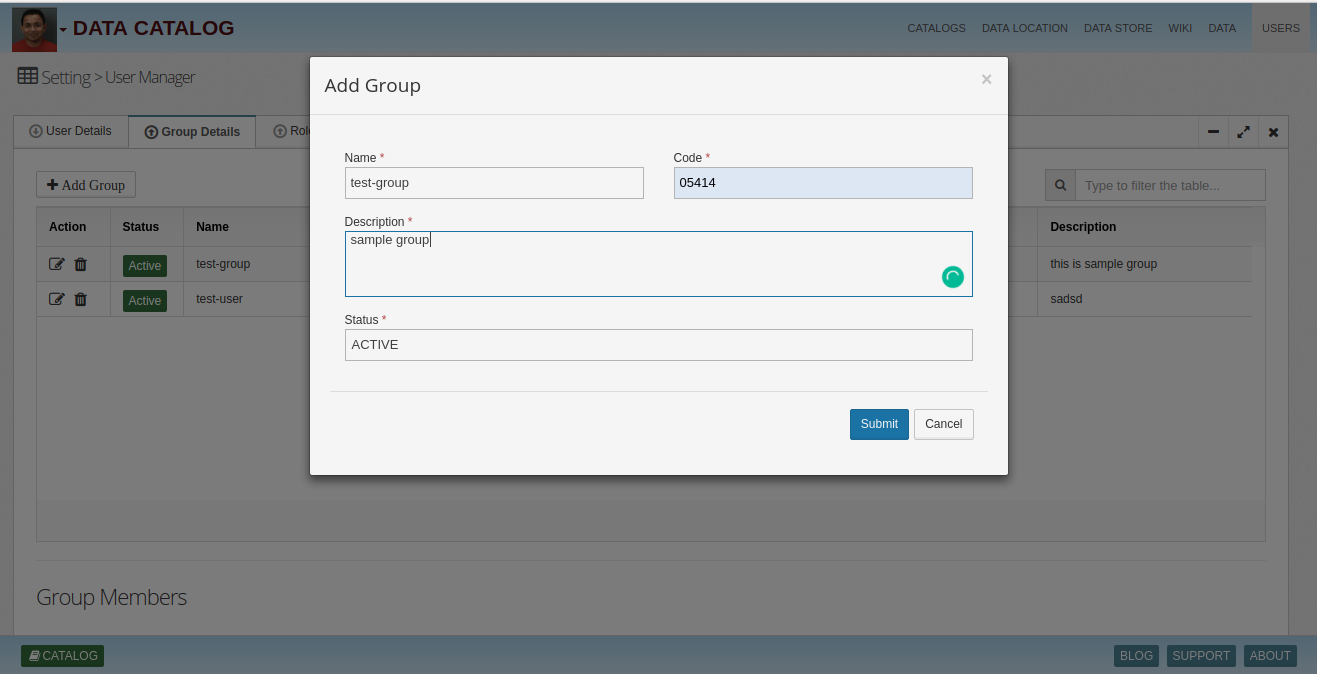 DATA CATALOG
CATALOGS DATA LOCATION DATA STORE WIKI DATA USERS
Setting > User Manager
Add Group
×
User Details Group Details
Name *
Code *
test-group
05414
Add Group
Type to filter the table...
Description *
sample group
Action Status Name Description
Active test-group this is sample group
Active test-user sadsd
Status *
ACTIVE
Submit Cancel
Group Members
CATALOG BLOG SUPPORT ABOUT